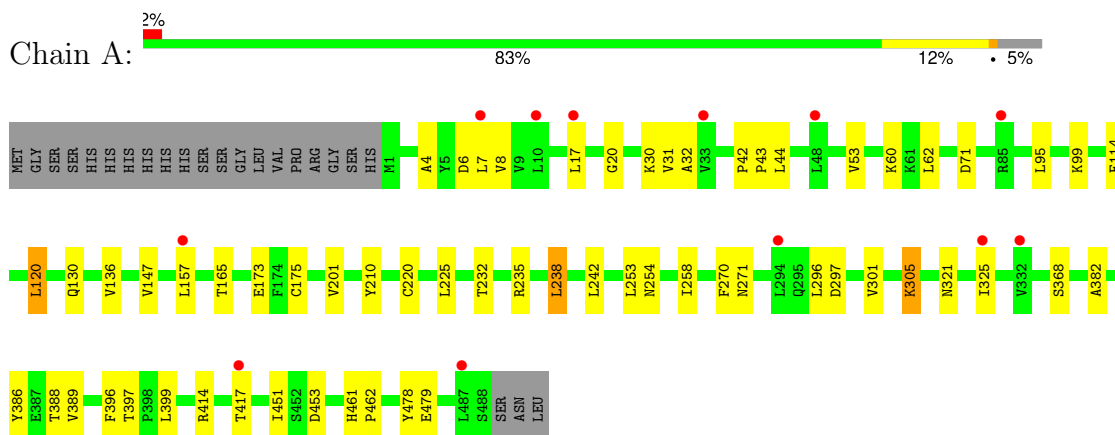 2%
Chain A:
83% 12% • 5%
MET GLY SER SER HIS HIS HIS HIS HIS HIS SER SER GLY LEU VAL PRO ARG GLY SER HIS M1 A4 Y5 D6 L7 V8 V9 L10 L17 G20 K30 V31 A32 V33 P42 P43 L44 L48 V53 K60 K61 L62 D71 R85 L95 K99 E114
L120 Q130 V136 V147 L157 T165 E173 F174 C175 V201 Y210 C220 L225 T232 R235 L238 L242 L253 N254 I258 F270 N271 L294 Q295 L296 D297 V301 K305 N321 I325 V332 S368 A382
Y386 E387 T388 V389 F396 T397 P398 L399 R414 T417 I451 S452 D453 H461 P462 Y478 E479 L487 S488 SER ASN LEU